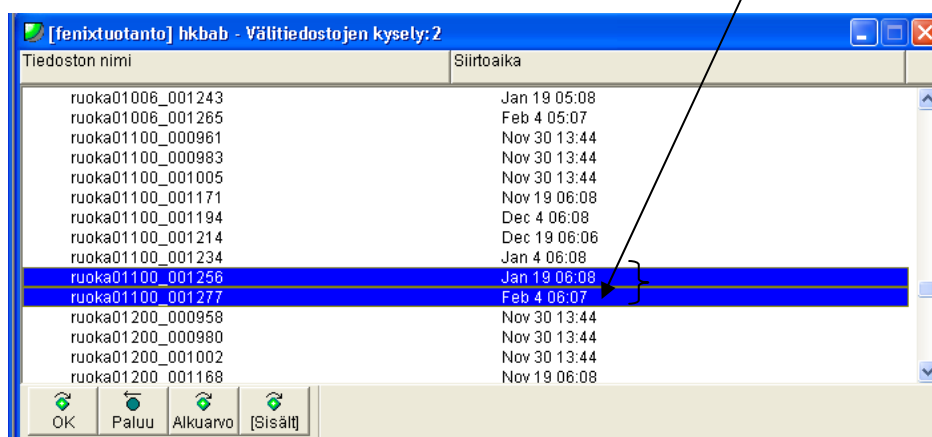 [fenixtuotanto] hkbab - Välitiedostojen kysely:2
Tiedoston nimi Siirtoaika
ruoka01006_001243 Jan 19 05:08
ruoka01006_001265 Feb 4 05:07
ruoka01100_000961 Nov 30 13:44
ruoka01100_000983 Nov 30 13:44
ruoka01100_001005 Nov 30 13:44
ruoka01100_001171 Nov 19 06:08
ruoka01100_001194 Dec 4 06:08
ruoka01100_001214 Dec 19 06:06
ruoka01100_001234 Jan 4 06:08
ruoka01100_001256 Jan 19 06:08
ruoka01100_001277 Feb 4 06:07
ruoka01200_000958 Nov 30 13:44
ruoka01200_000980 Nov 30 13:44
ruoka01200_001002 Nov 30 13:44
ruoka01200_001168 Nov 19 06:08
OK Paluu Alkuarvo [Sisält]